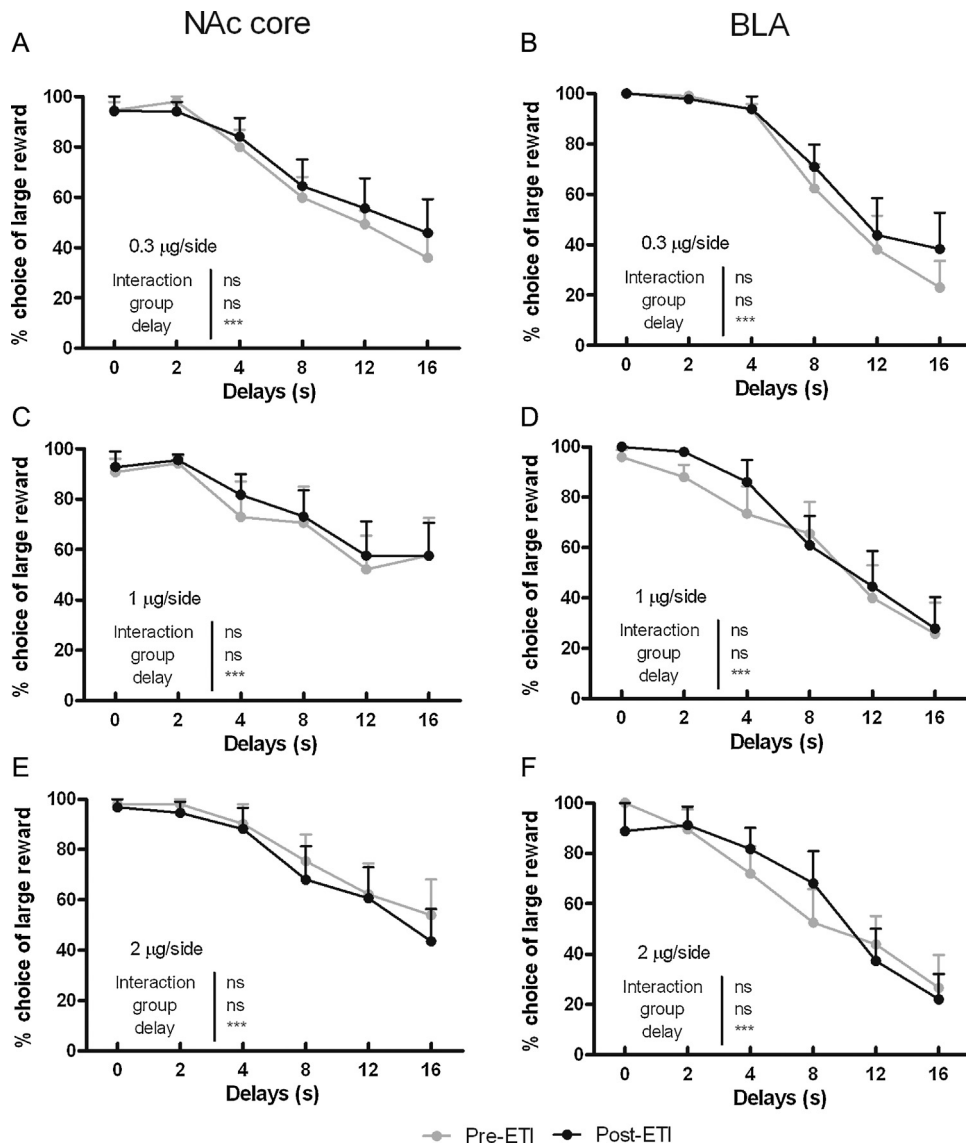 NAc core
BLA
A
% choice of large reward
100
80
60
40
20
0
0.3 µg/side
Interaction ns
group ns
delay ***
0 2 4 8 12 16
Delays (s)
B
% choice of large reward
100
80
60
40
20
0
0.3 µg/side
Interaction ns
group ns
delay ***
0 2 4 8 12 16
Delays (s)
C
% choice of large reward
100
80
60
40
20
0
1 µg/side
Interaction ns
group ns
delay ***
0 2 4 8 12 16
Delays (s)
D
% choice of large reward
100
80
60
40
20
0
1 µg/side
Interaction ns
group ns
delay ***
0 2 4 8 12 16
Delays (s)
E
% choice of large reward
100
80
60
40
20
0
2 µg/side
Interaction ns
group ns
delay ***
0 2 4 8 12 16
Delays (s)
F
% choice of large reward
100
80
60
40
20
0
2 µg/side
Interaction ns
group ns
delay ***
0 2 4 8 12 16
Delays (s)
Pre-ETI Post-ETI